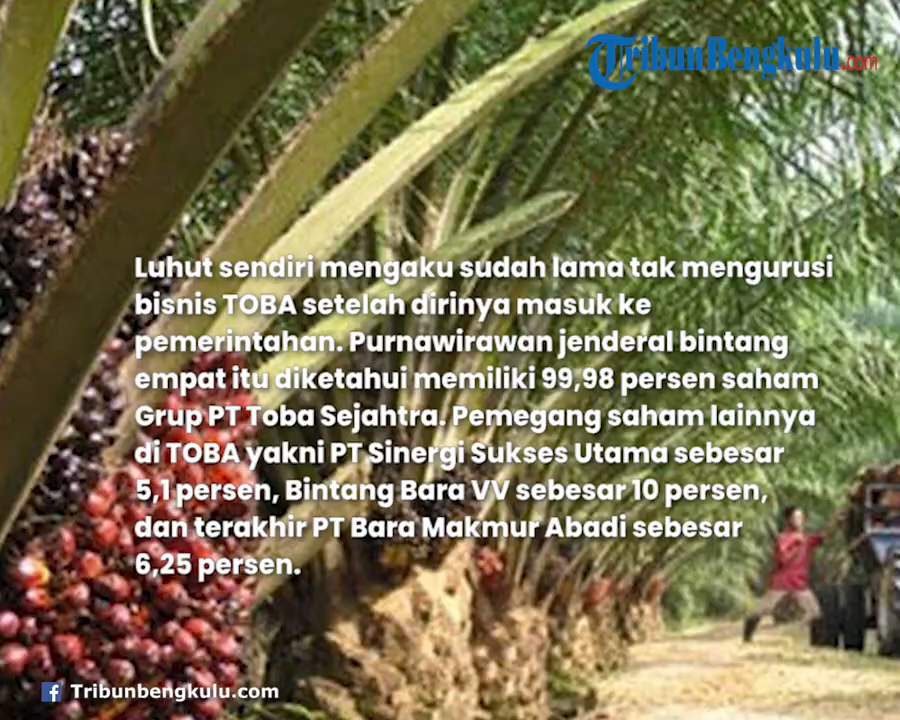 TribunBengkulu.com
Luhut sendiri mengaku sudah lama tak mengurusi
bisnis TOBA setelah dirinya masuk ke
pemerintahan. Purnawirawan jenderal bintang
empat itu diketahui memiliki 99,98 persen saham
Grup PT Toba Sejahtra. Pemegang saham lainnya
di TOBA yakni PT Sinergi Sukses Utama sebesar
5,1 persen, Bintang Bara VV sebesar 10 persen,
dan terakhir PT Bara Makmur Abadi sebesar
6,25 persen.
f Tribunbengkulu.com